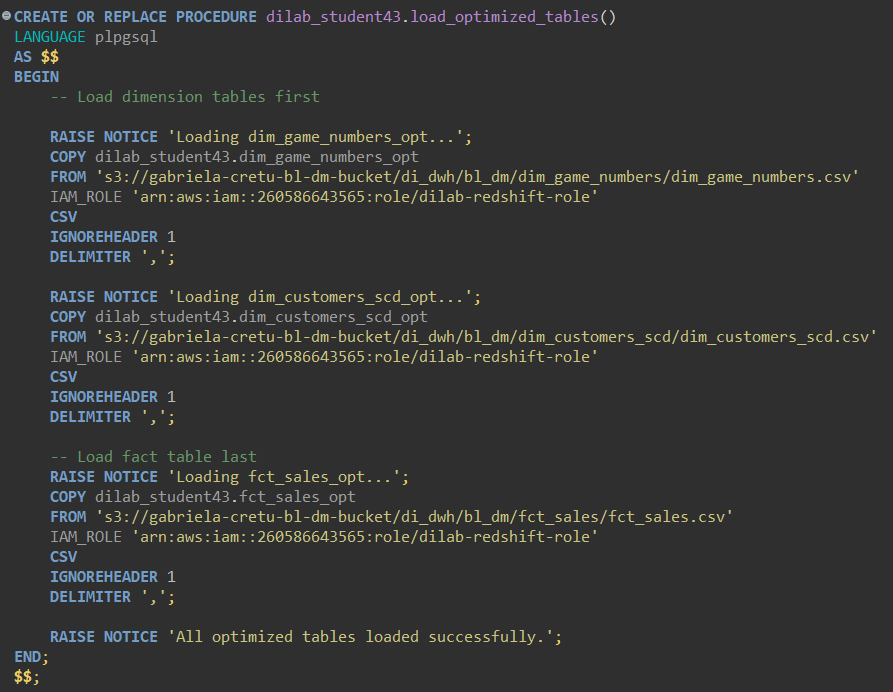 CREATE OR REPLACE PROCEDURE dilab_student43.load_optimized_tables()
LANGUAGE plpgsql
AS $$
BEGIN
    -- Load dimension tables first

    RAISE NOTICE 'Loading dim_game_numbers_opt...';
    COPY dilab_student43.dim_game_numbers_opt
    FROM 's3://gabriela-cretu-bl-dm-bucket/di_dwh/bl_dm/dim_game_numbers/dim_game_numbers.csv'
    IAM_ROLE 'arn:aws:iam::260586643565:role/dilab-redshift-role'
    CSV
    IGNOREHEADER 1
    DELIMITER ',';

    RAISE NOTICE 'Loading dim_customers_scd_opt...';
    COPY dilab_student43.dim_customers_scd_opt
    FROM 's3://gabriela-cretu-bl-dm-bucket/di_dwh/bl_dm/dim_customers_scd/dim_customers_scd.csv'
    IAM_ROLE 'arn:aws:iam::260586643565:role/dilab-redshift-role'
    CSV
    IGNOREHEADER 1
    DELIMITER ',';

    -- Load fact table last
    RAISE NOTICE 'Loading fct_sales_opt...';
    COPY dilab_student43.fct_sales_opt
    FROM 's3://gabriela-cretu-bl-dm-bucket/di_dwh/bl_dm/fct_sales/fct_sales.csv'
    IAM_ROLE 'arn:aws:iam::260586643565:role/dilab-redshift-role'
    CSV
    IGNOREHEADER 1
    DELIMITER ',';

    RAISE NOTICE 'All optimized tables loaded successfully.';
END;
$$;